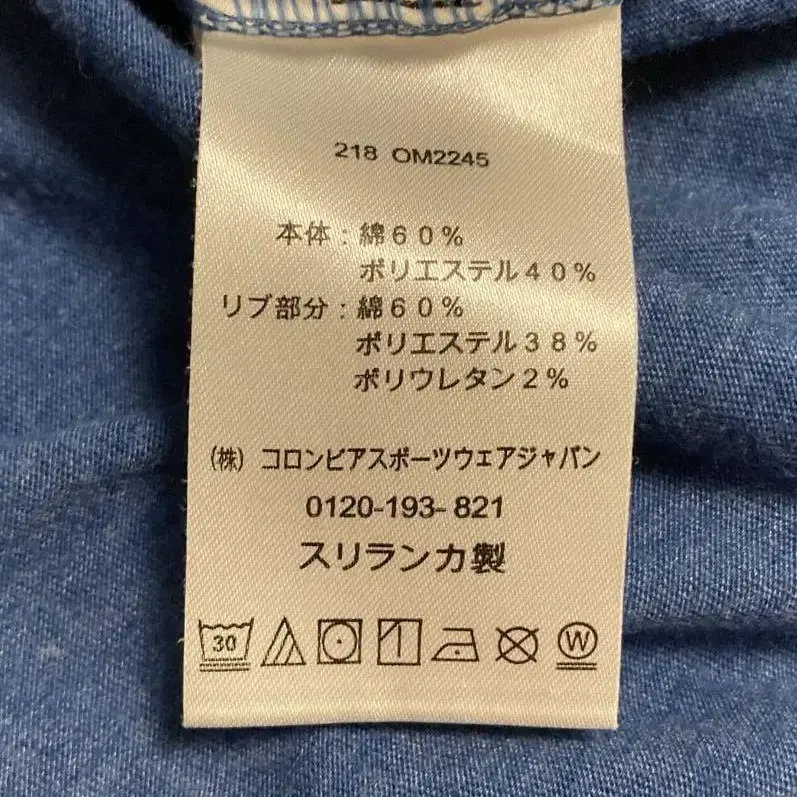 218 OM2245
本体：綿60%
ポリエステル40%
リブ部分：綿60%
ポリエステル38%
ポリウレタン2%
(株) コロンビアスポーツウェアジャパン
0120-193-821
スリランカ製
30
W